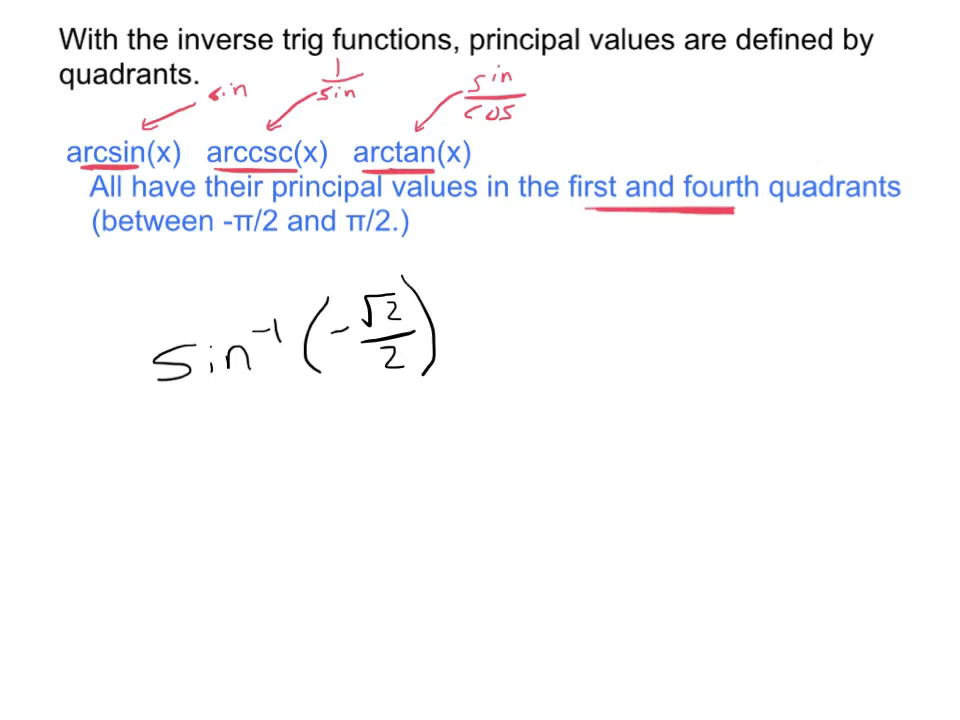 With the inverse trig functions, principal values are defined by
quadrants.
sin 1/sin sin/cos
arcsin(x) arccsc(x) arctan(x)
All have their principal values in the first and fourth quadrants
(between -π/2 and π/2.)
sin⁻¹(-√2/2)